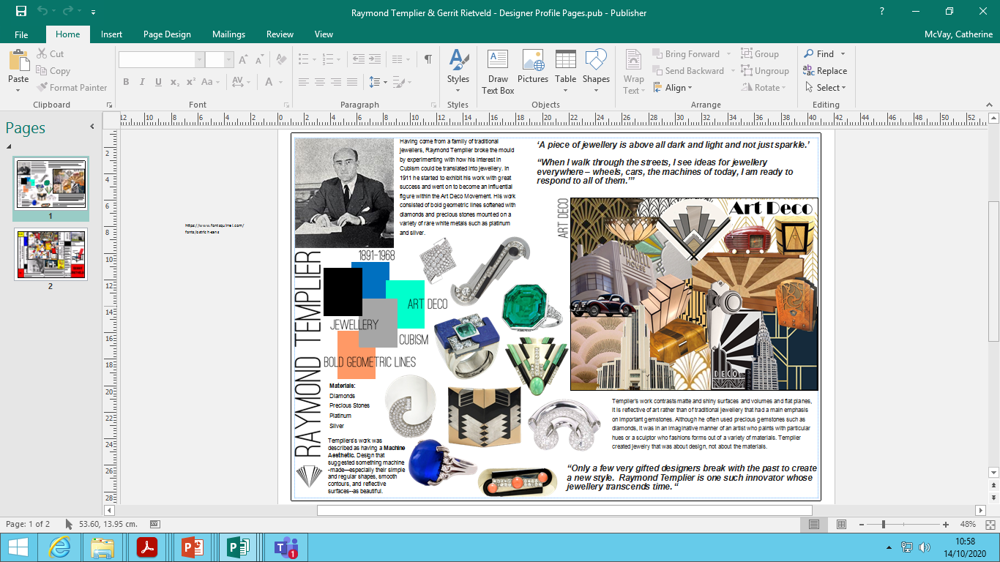 Raymond Templier & Gerrit Rietveld - Designer Profile Pages.pub - Publisher
?
File
Home
Insert
Page Design
Mailings
Review
View
McVay, Catherine
Paste
Cut
Copy
Format Painter
Clipboard
Font
Paragraph
Styles
Styles
Draw
Text Box
Pictures
Table
Shapes
Objects
Wrap
Text
Bring Forward
Send Backward
Align
Group
Ungroup
Rotate
Arrange
Find
Replace
Select
Editing
Pages
1
2
https://www.fontsquirrel.com/
fonts/ostrich-sans
Having come from a family of traditional
jewellers, Raymond Templier broke the mould
by experimenting with how his interest in
Cubism could be translated into jewellery. In
1911 he started to exhibit his work with great
success and went on to become an influential
figure within the Art Deco Movement. His work
consisted of bold geometric lines softened with
diamonds and precious stones mounted on a
variety of rare white metals such as platinum
and silver.
‘A piece of jewellery is above all dark and light and not just sparkle.’
“When I walk through the streets, I see ideas for jewellery
everywhere – wheels, cars, the machines of today, I am ready to
respond to all of them.’”
ART DECO
Art Deco
DECO
RAYMOND TEMPLIER
1891-1968
ART DECO
JEWELLERY
CUBISM
BOLD GEOMETRIC LINES
Materials:
Diamonds
Precious Stones
Platinum
Silver
Templiers's work was
described as having a Machine
Aesthetic. Design that
suggested something machine
-made—especially their simple
and regular shapes, smooth
contours, and reflective
surfaces--as beautiful.
Templier's work contrasts matte and shiny surfaces and volumes and flat planes,
it is reflective of art rather than of traditional jewellery that had a main emphasis
on important gemstones. Although he often used precious gemstones such as
diamonds, it was in an imaginative manner of an artist who paints with particular
hues or a sculptor who fashions forms out of a variety of materials. Templier
created jewelry that was about design, not about the materials.
“Only a few very gifted designers break with the past to create
a new style. Raymond Templier is one such innovator whose
jewellery transcends time. “
Page: 1 of 2
53.60, 13.95 cm.
48%
10:58
14/10/2020